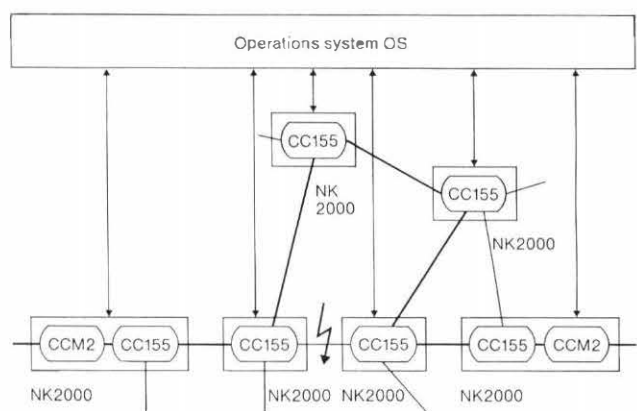 Operations system OS
CC155
NK
2000
CC155
NK2000
CCM2 CC155
CC155
CC155
CC155 CCM2
NK2000
NK2000
NK2000
NK2000